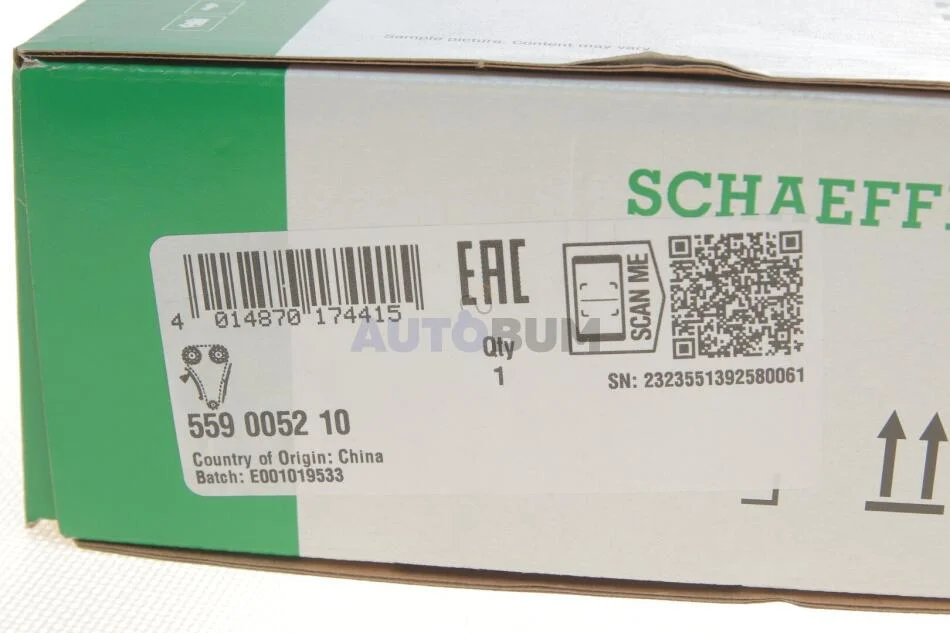 Sample picture. Content may vary.
SCHAEFF
EAC
SCAN ME
4 014870 174415
AUTOBUM
Qty
1
SN: 2323551392580061
559 0052 10
Country of Origin: China
Batch: E001019533